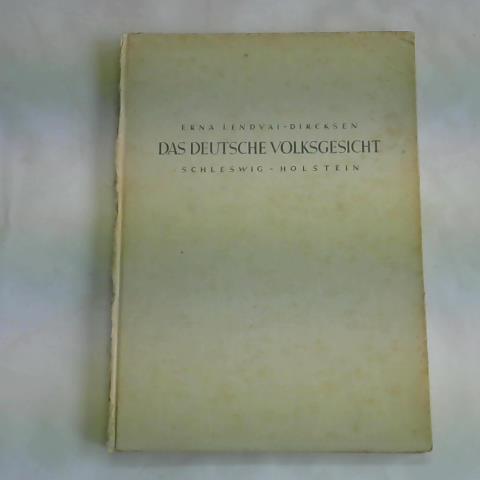 ERNA LENDVAI-DIRCKSEN
DAS DEUTSCHE VOLKSGESICHT
SCHLESWIG-HOLSTEIN